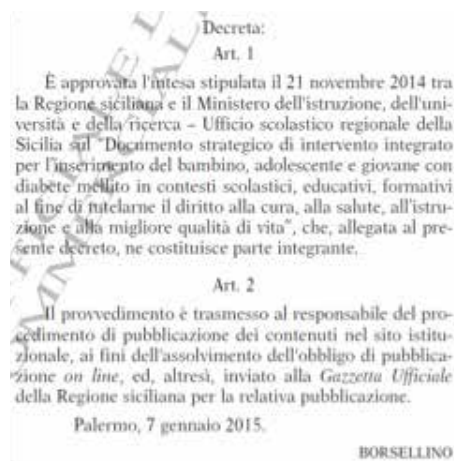 Decreta:
Art. 1
È approvata l'intesa stipulata il 21 novembre 2014 tra
la Regione siciliana e il Ministero dell'istruzione, dell'uni-
versità e della ricerca – Ufficio scolastico regionale della
Sicilia sul "Documento strategico di intervento integrato
per l'inserimento del bambino, adolescente e giovane con
diabete mellito in contesti scolastici, educativi, formativi
al fine di tutelarne il diritto alla cura, alla salute, all'istru-
zione e alla migliore qualità di vita", che, allegata al pre-
sente decreto, ne costituisce parte integrante.
Art. 2
Il provvedimento è trasmesso al responsabile del pro-
cedimento di pubblicazione dei contenuti nel sito istitu-
zionale, ai fini dell'assolvimento dell'obbligo di pubblica-
zione on line, ed, altresì, inviato alla Gazzetta Ufficiale
della Regione siciliana per la relativa pubblicazione.
Palermo, 7 gennaio 2015.
BORSELLINO